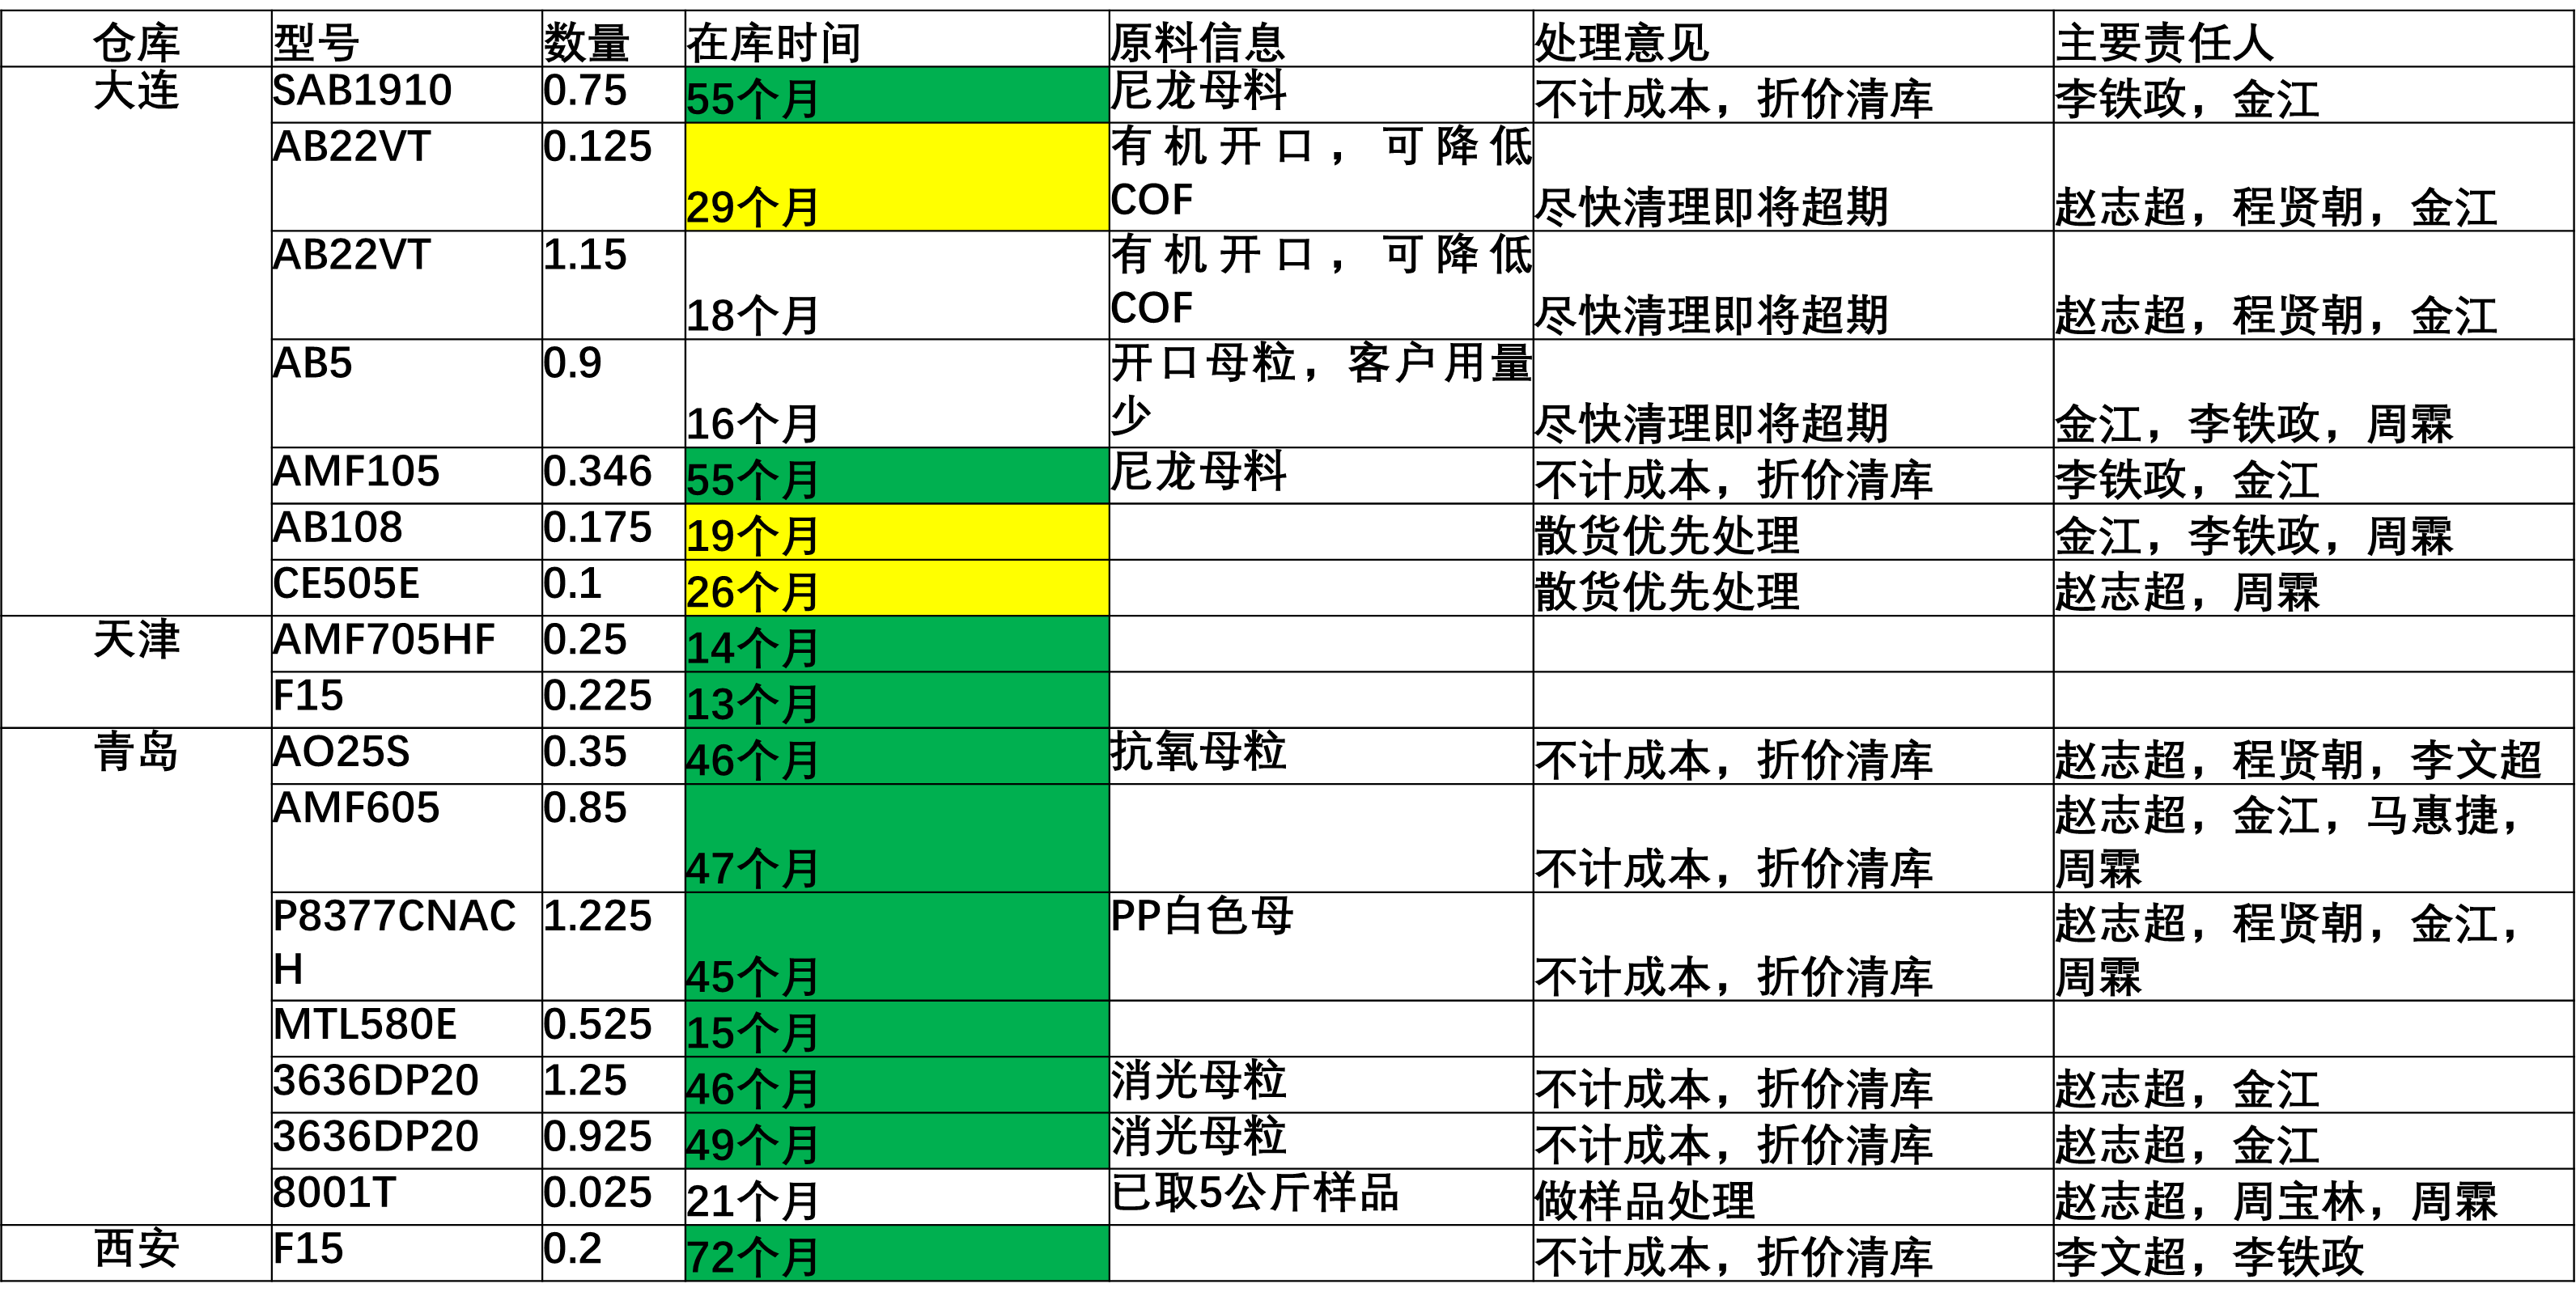 仓库 型号 数量 在库时间 原料信息 处理意见 主要责任人
大连 SAB1910 0.75 55个月 尼龙母料 不计成本，折价清库 李铁政，金江
AB22VT 0.125 29个月 有机开口，可降低
COF 尽快清理即将超期 赵志超，程贤朝，金江
AB22VT 1.15 18个月 有机开口，可降低
COF 尽快清理即将超期 赵志超，程贤朝，金江
AB5 0.9 16个月 开口母粒，客户用量
少 尽快清理即将超期 金江，李铁政，周霖
AMF105 0.346 55个月 尼龙母料 不计成本，折价清库 李铁政，金江
AB108 0.175 19个月 散货优先处理 金江，李铁政，周霖
CE505E 0.1 26个月 散货优先处理 赵志超，周霖
天津 AMF705HF 0.25 14个月
F15 0.225 13个月
青岛 AO25S 0.35 46个月 抗氧母粒 不计成本，折价清库 赵志超，程贤朝，李文超
AMF605 0.85 47个月 不计成本，折价清库 赵志超，金江，马惠捷，
周霖
P8377CNAC
H 1.225 45个月 PP白色母 不计成本，折价清库 赵志超，程贤朝，金江，
周霖
MTL580E 0.525 15个月
3636DP20 1.25 46个月 消光母粒 不计成本，折价清库 赵志超，金江
3636DP20 0.925 49个月 消光母粒 不计成本，折价清库 赵志超，金江
8001T 0.025 21个月 已取5公斤样品 做样品处理 赵志超，周宝林，周霖
西安 F15 0.2 72个月 不计成本，折价清库 李文超，李铁政